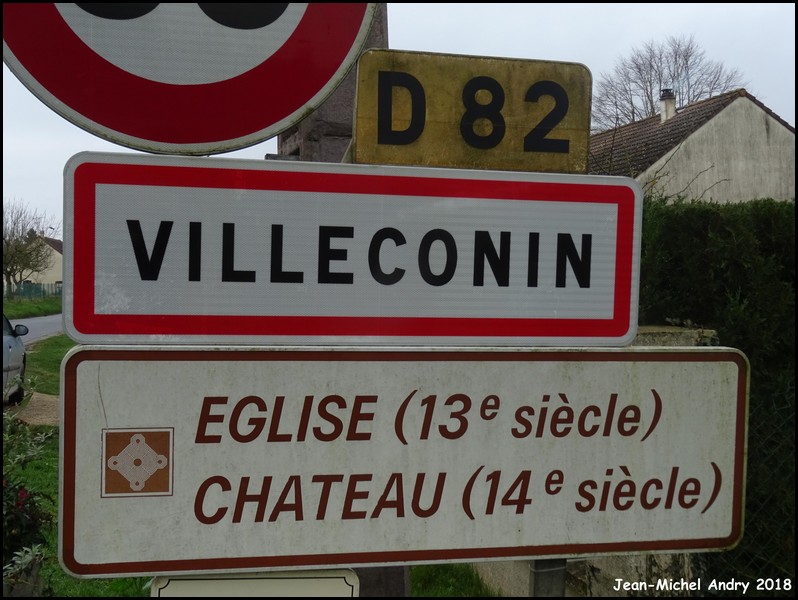 D 82
VILLECONIN
EGLISE (13e siècle)
CHATEAU (14e siècle)
Jean-Michel Andry 2018